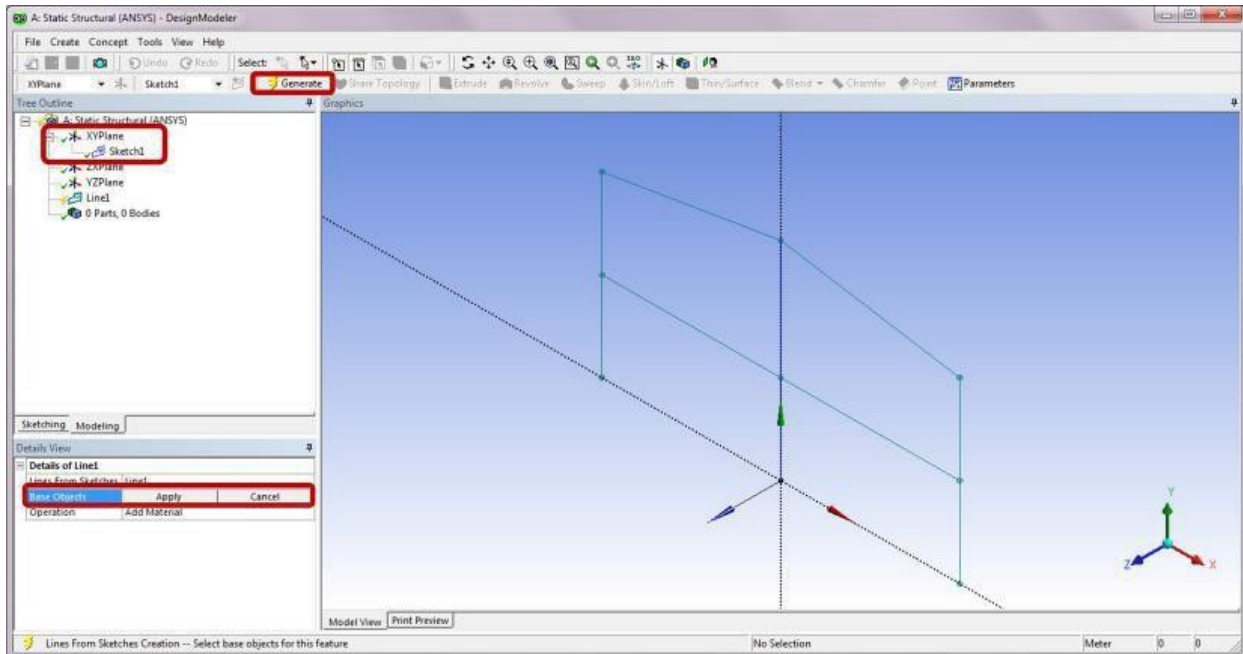 A: Static Structural (ANSYS) - DesignModeler
File Create Concept Tools View Help
Undo Redo Select:
XYPlane Sketch1 Generate Share Topology Extrude Revolve Sweep Skin/Loft Thin/Surface Blend Chamfer Point Parameters
Tree Outline
Graphics
A: Static Structural (ANSYS)
XYPlane
Sketch1
ZXPlane
YZPlane
Line1
0 Parts, 0 Bodies
Sketching Modeling
Details View
Details of Line1
Lines From Sketches Line1
Base Objects Apply Cancel
Operation Add Material
Y
Z X
Model View Print Preview
Lines From Sketches Creation -- Select base objects for this feature No Selection Meter 0 0